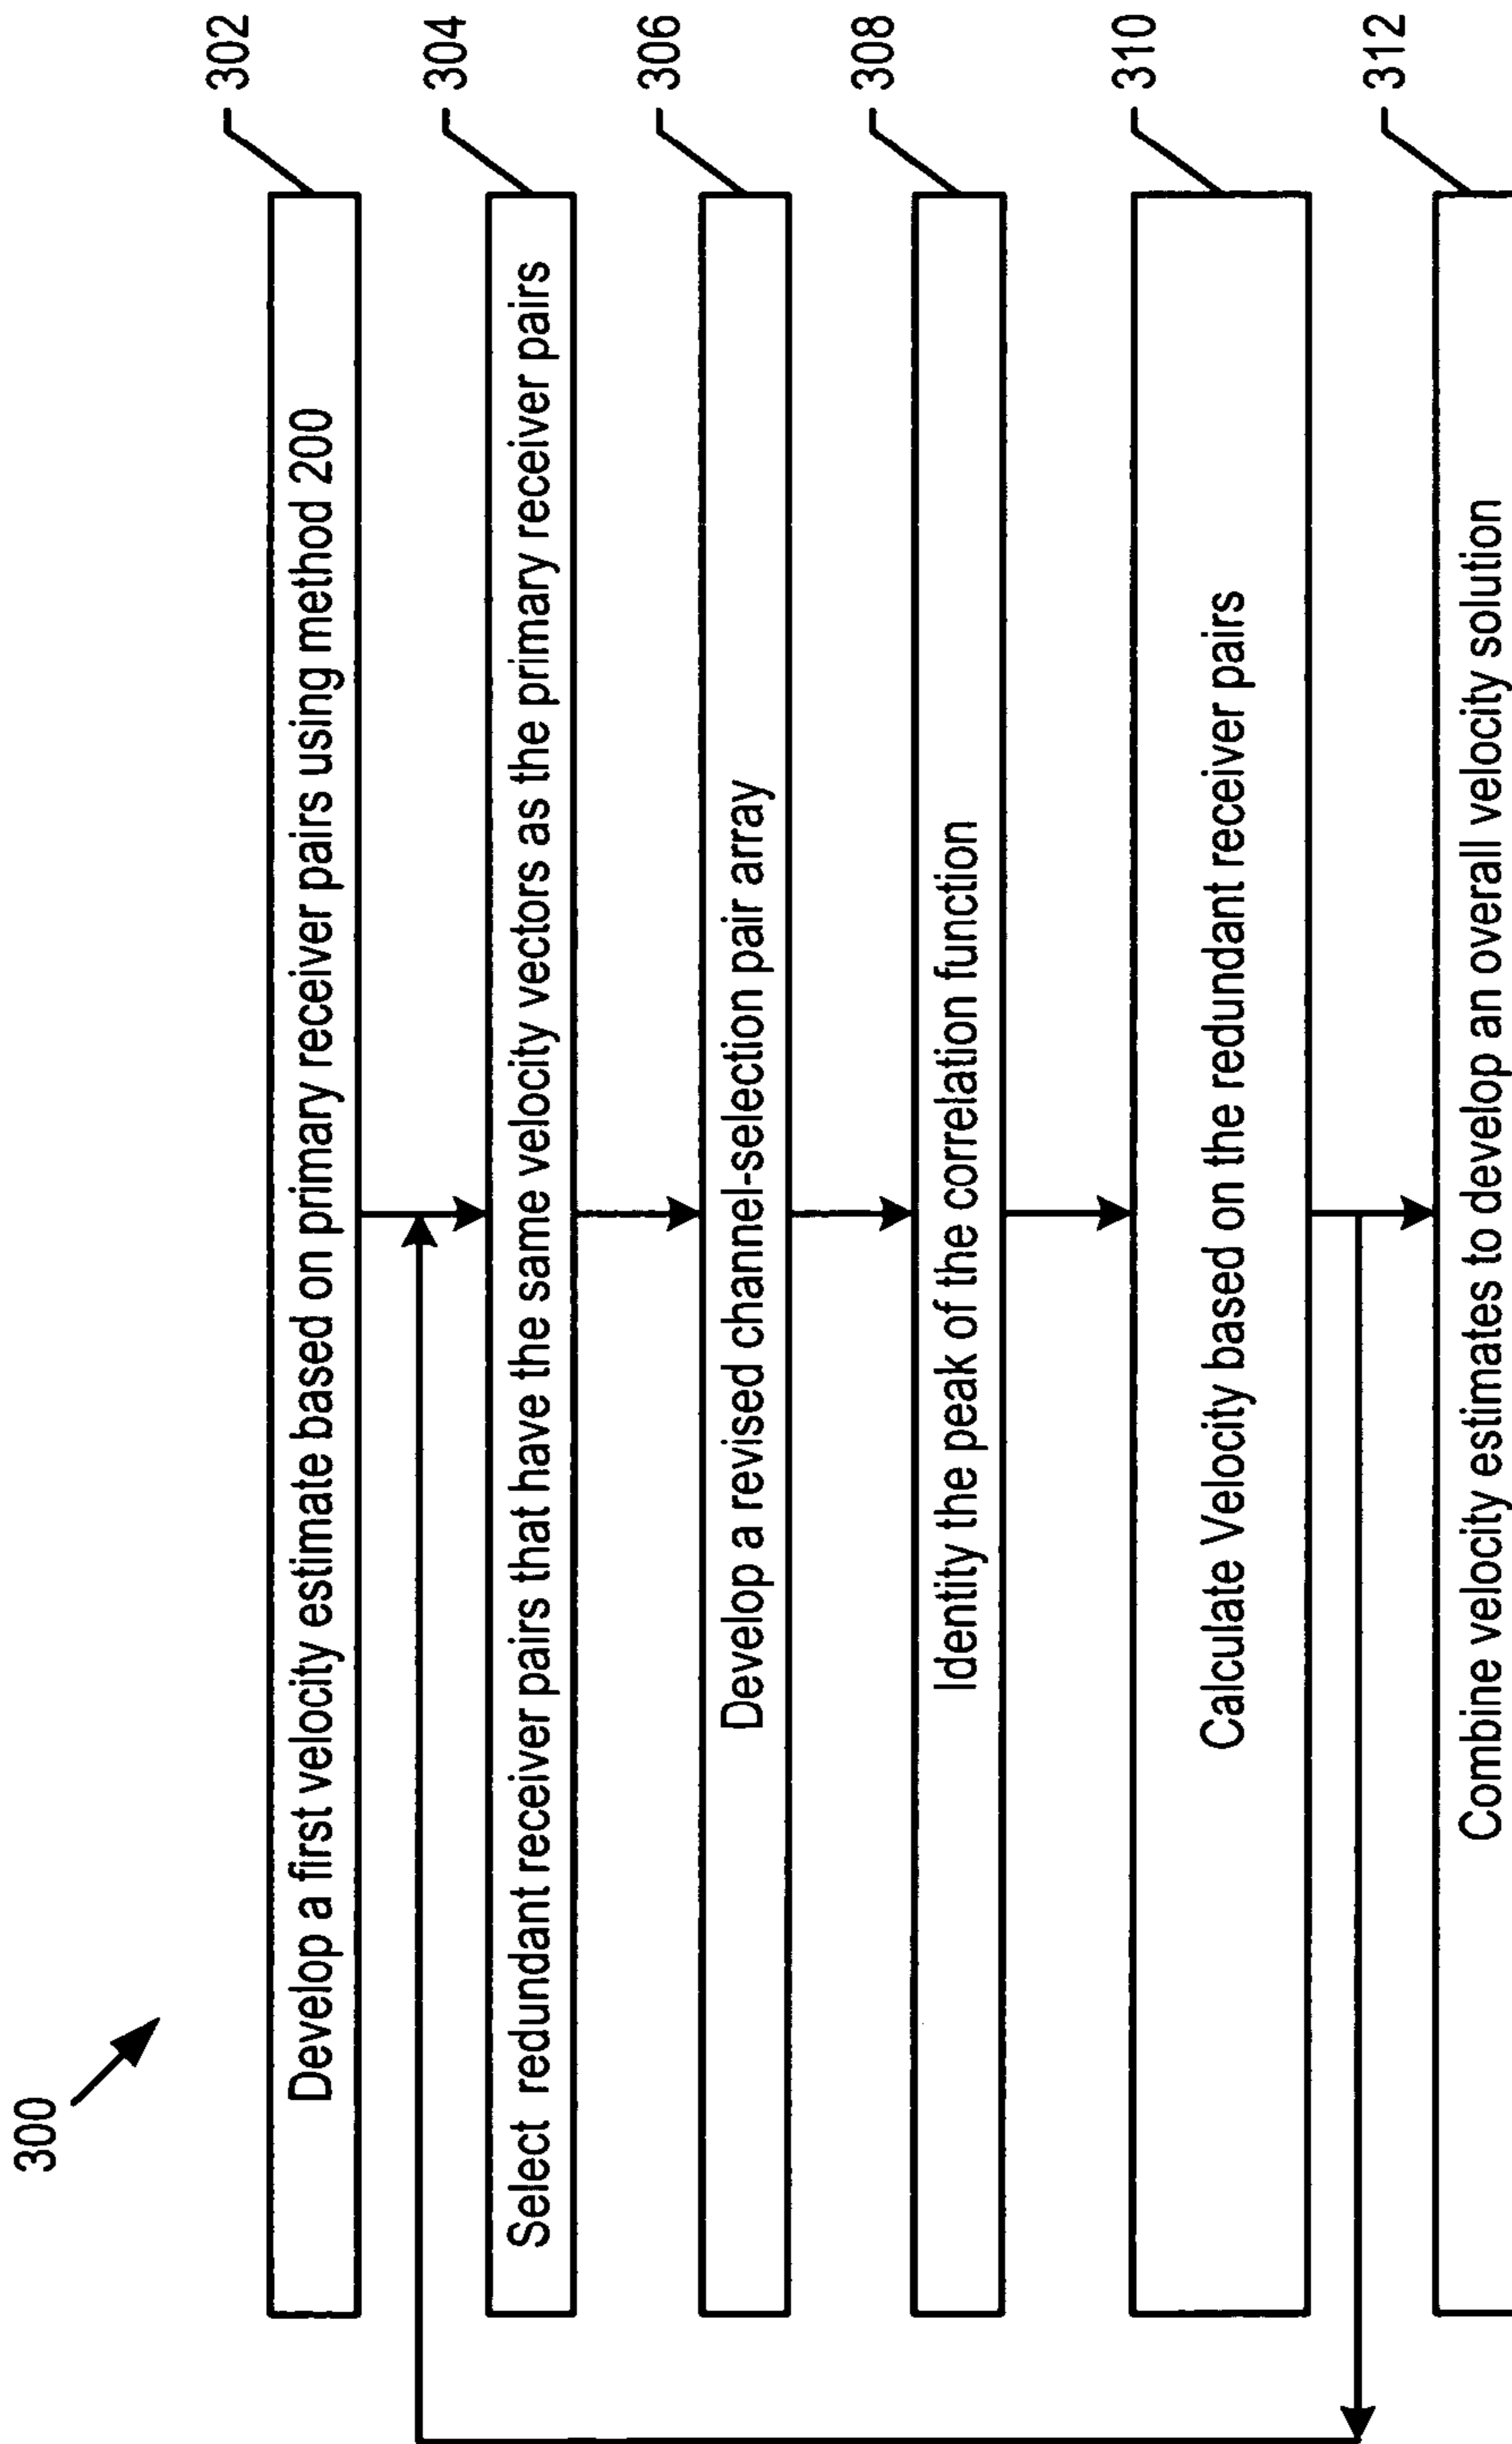 300
Develop a first velocity estimate based on primary receiver pairs using method 200
302
Select redundant receiver pairs that have the same velocity vectors as the primary receiver pairs
304
Develop a revised channel-selection pair array
306
Identity the peak of the correlation function
308
Calculate Velocity based on the redundant receiver pairs
310
Combine velocity estimates to develop an overall velocity solution
312